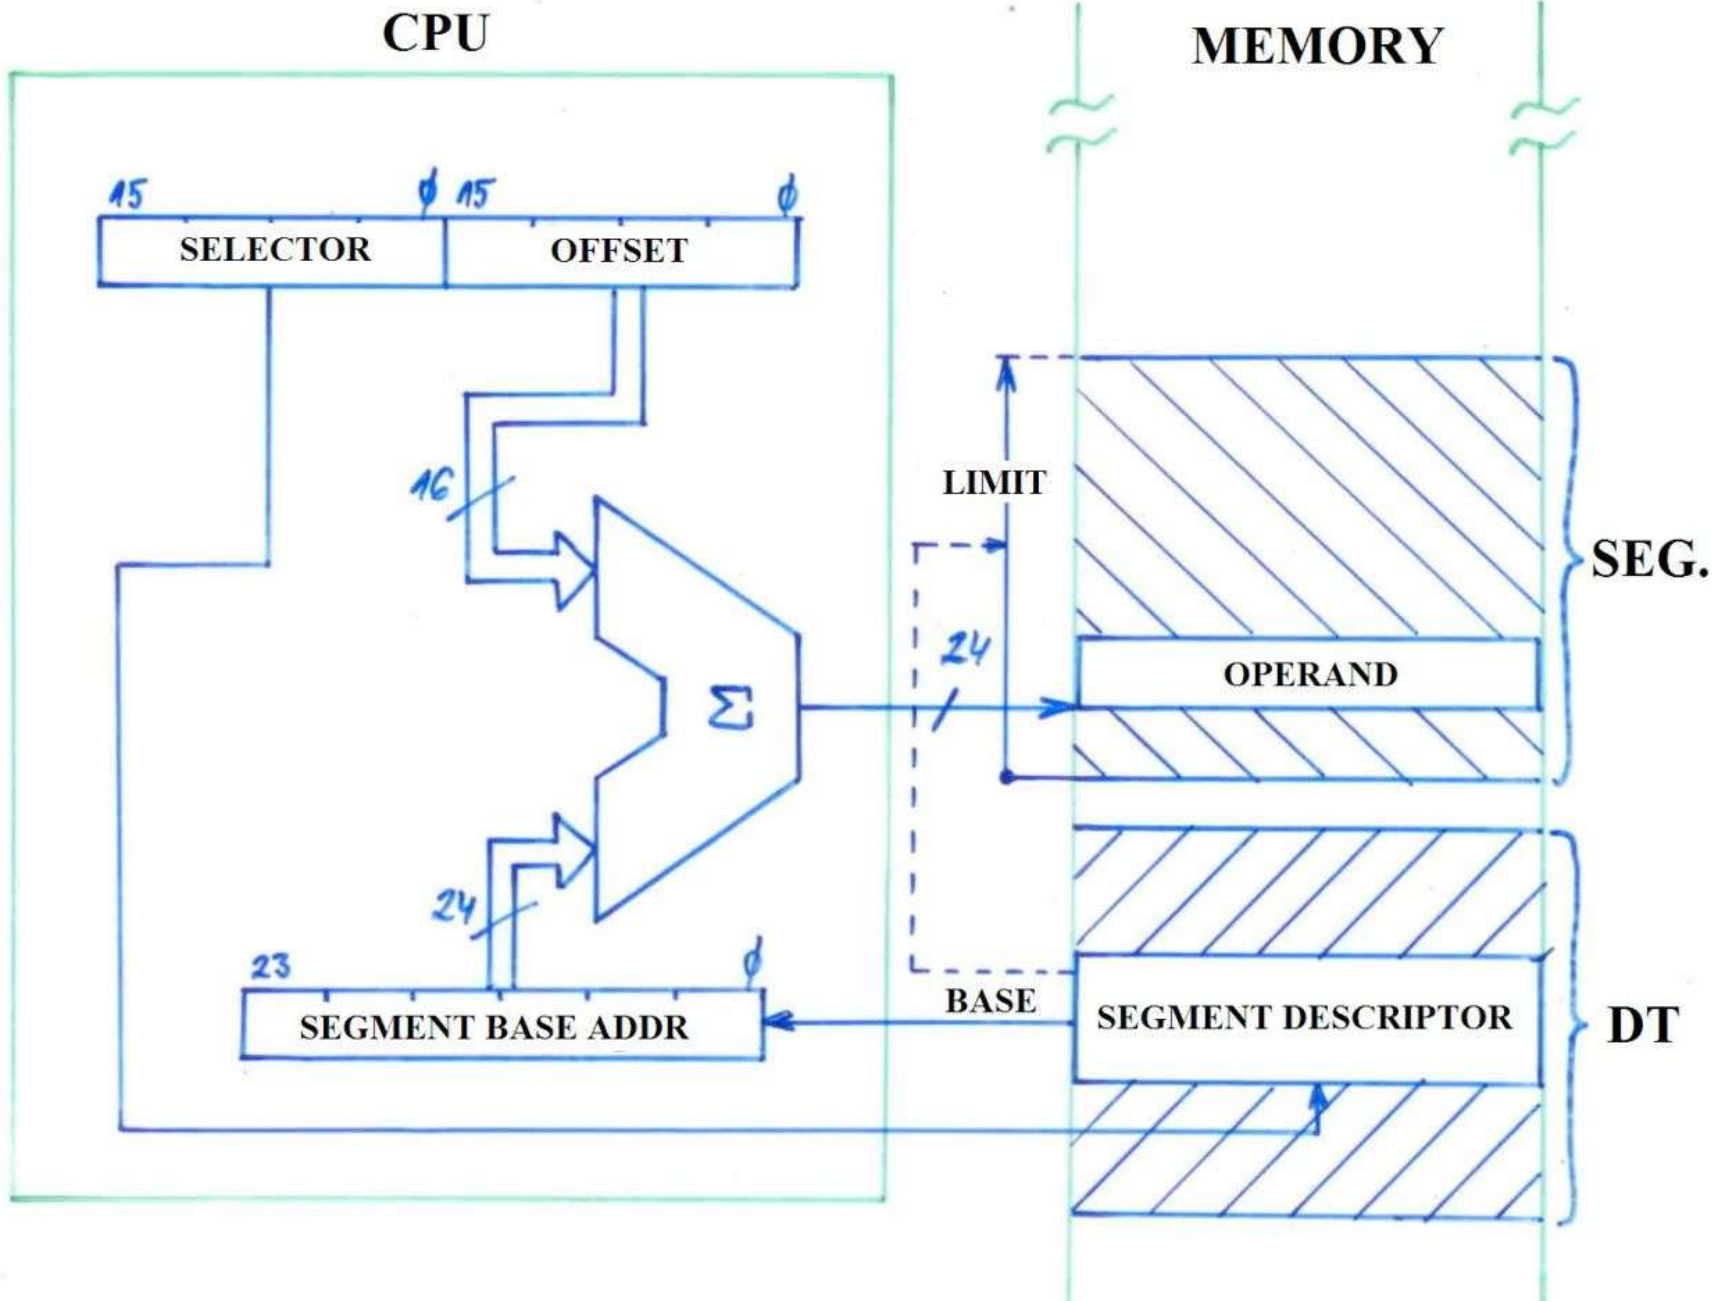 CPU
MEMORY
15 ϕ 15 ϕ
SELECTOR OFFSET
16
LIMIT
SEG.
24
OPERAND
Σ
24
23 ϕ
BASE
SEGMENT BASE ADDR
SEGMENT DESCRIPTOR
DT